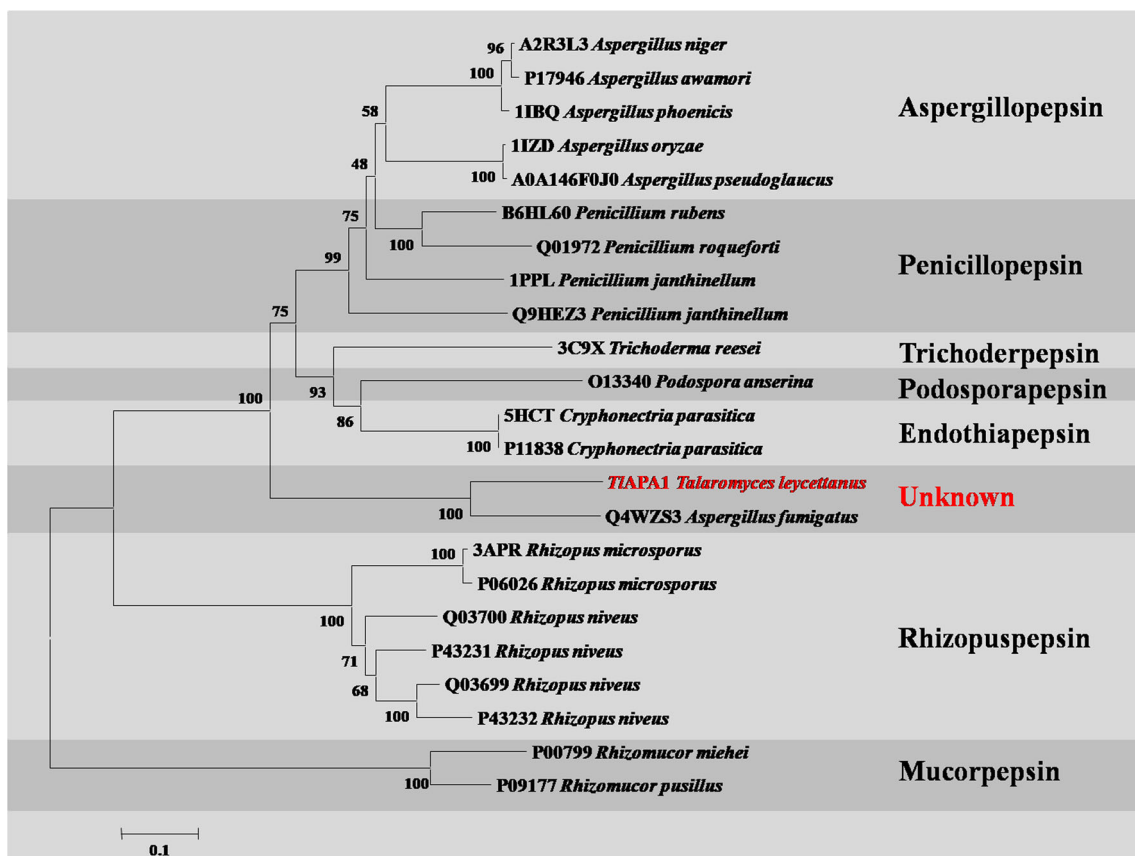 96 A2R3L3 Aspergillus niger
100 P17946 Aspergillus awamori
1IBQ Aspergillus phoenicis
Aspergillopepsin
58
1IZD Aspergillus oryzae
48
100 A0A146F0J0 Aspergillus pseudoglaucus
B6HL60 Penicillium rubens
75
100 Q01972 Penicillium roqueforti
Penicillopepsin
99
1PPL Penicillium janthinellum
Q9HEZ3 Penicillium janthinellum
75
3C9X Trichoderma reesei
Trichoderpepsin
93
O13340 Podospora anserina
Podosporapepsin
100
86
5HCT Cryphonectria parasitica
Endothiapepsin
100 P11838 Cryphonectria parasitica
TlAPA1 Talaromyces leycettanus
Unknown
100 Q4WZS3 Aspergillus fumigatus
100 3APR Rhizopus microsporus
P06026 Rhizopus microsporus
100
Q03700 Rhizopus niveus
Rhizopuspepsin
71
P43231 Rhizopus niveus
68
Q03699 Rhizopus niveus
100 P43232 Rhizopus niveus
P00799 Rhizomucor miehei
Mucorpepsin
100 P09177 Rhizomucor pusillus
0.1